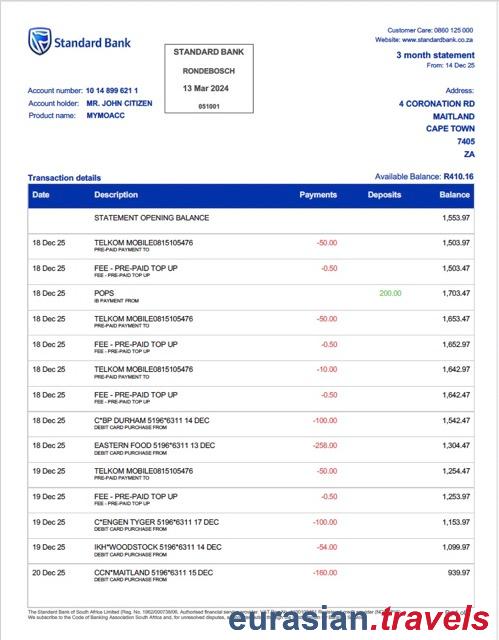 Standard Bank
STANDARD BANK
RONDEBOSCH
13 Mar 2024
051001
Customer Care: 0860 125 000
Website: www.standardbank.co.za
3 month statement
From: 14 Dec 25
Account number: 10 14 899 621 1
Account holder: MR. JOHN CITIZEN
Product name: MYMOACC
Address:
4 CORONATION RD
MAITLAND
CAPE TOWN
7405
ZA
Transaction details
Available Balance: R410.16
Date Description Payments Deposits Balance
STATEMENT OPENING BALANCE 1,553.97
18 Dec 25 TELKOM MOBILE0815105476 -50.00 1,503.97
PRE-PAID PAYMENT TO
18 Dec 25 FEE - PRE-PAID TOP UP -0.50 1,503.47
FEE - PRE-PAID TOP UP
18 Dec 25 POPS 200.00 1,703.47
IB PAYMENT FROM
18 Dec 25 TELKOM MOBILE0815105476 -50.00 1,653.47
PRE-PAID PAYMENT TO
18 Dec 25 FEE - PRE-PAID TOP UP -0.50 1,652.97
FEE - PRE-PAID TOP UP
18 Dec 25 TELKOM MOBILE0815105476 -10.00 1,642.97
PRE-PAID PAYMENT TO
18 Dec 25 FEE - PRE-PAID TOP UP -0.50 1,642.47
FEE - PRE-PAID TOP UP
18 Dec 25 C*BP DURHAM 5196*6311 14 DEC -100.00 1,542.47
DEBIT CARD PURCHASE FROM
18 Dec 25 EASTERN FOOD 5196*6311 13 DEC -258.00 1,304.47
DEBIT CARD PURCHASE FROM
19 Dec 25 TELKOM MOBILE0815105476 -50.00 1,254.47
PRE-PAID PAYMENT TO
19 Dec 25 FEE - PRE-PAID TOP UP -0.50 1,253.97
FEE - PRE-PAID TOP UP
19 Dec 25 C*ENGEN TYGER 5196*6311 17 DEC -100.00 1,153.97
DEBIT CARD PURCHASE FROM
19 Dec 25 IKH*WOODSTOCK 5196*6311 14 DEC -54.00 1,099.97
DEBIT CARD PURCHASE FROM
20 Dec 25 CCN*MAITLAND 5196*6311 15 DEC -160.00 939.97
DEBIT CARD PURCHASE FROM
The Standard Bank of South Africa Limited (Reg. No. 1962/000738/06. Authorised financial service provider.
We subscribe to the Code of Banking Association South Africa and, for unresolved disputes,
eurasian.travels